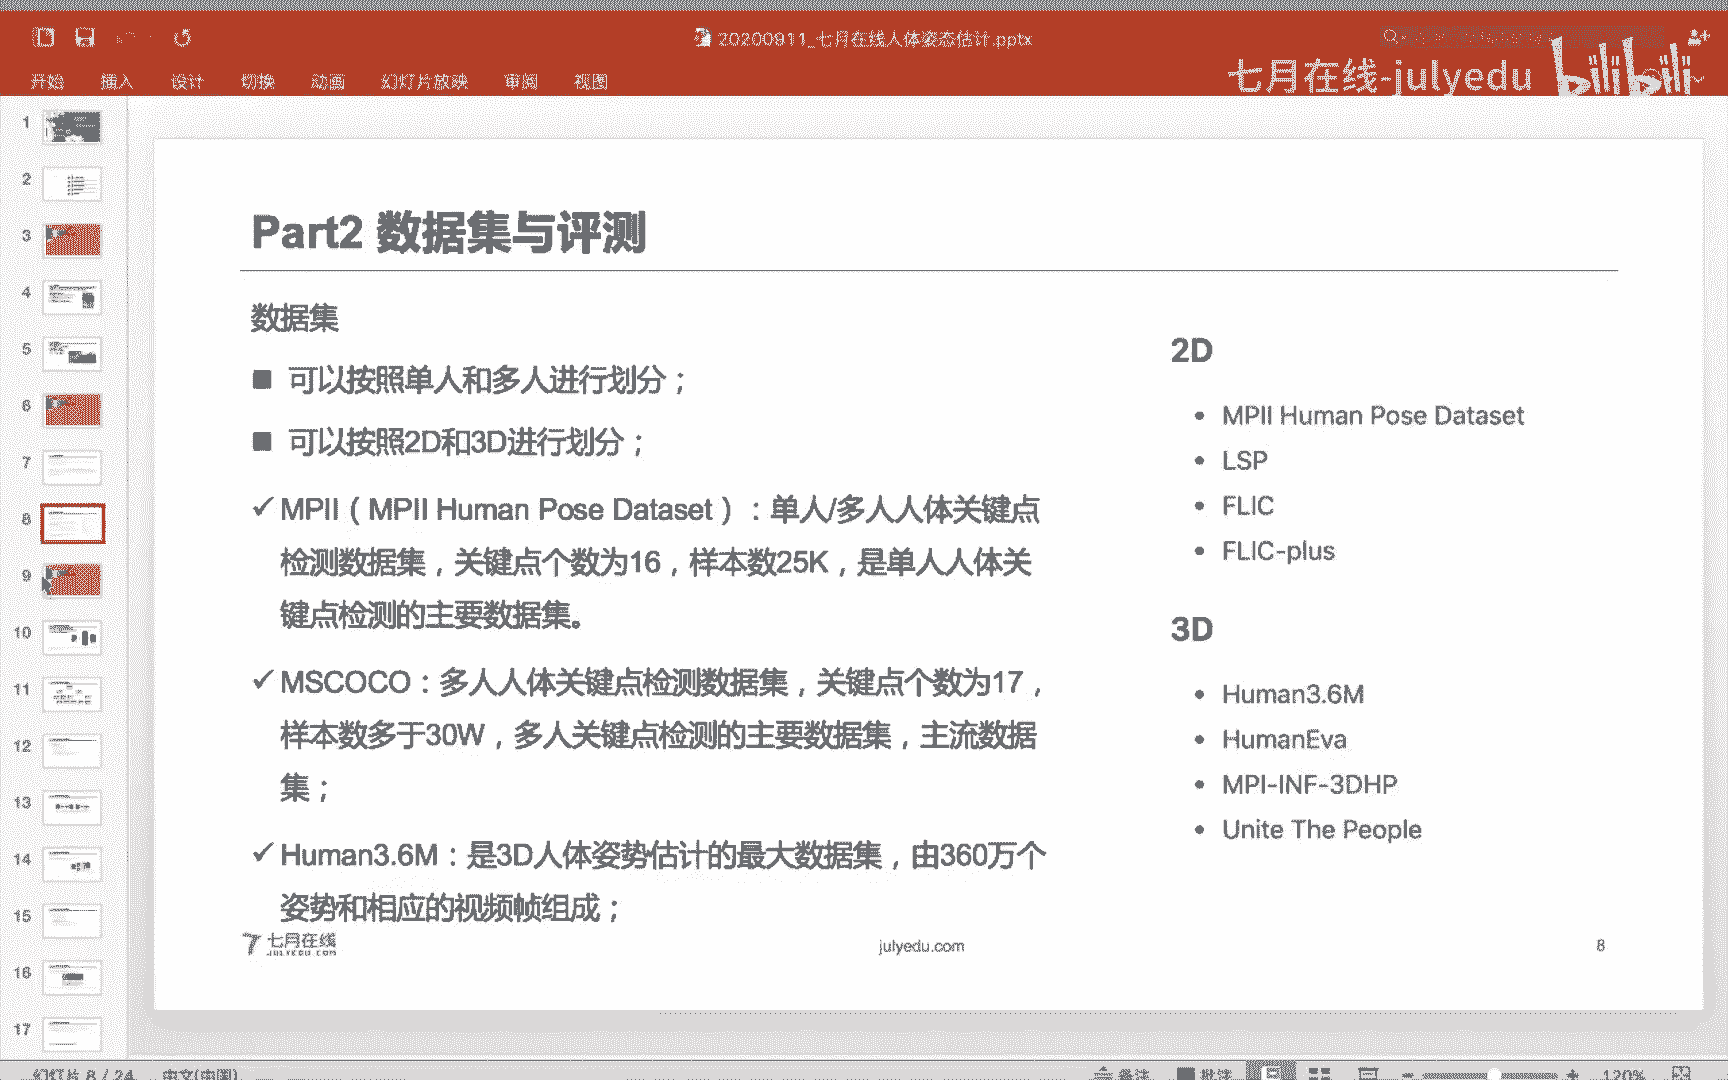 20200911_七月在线人体姿态估计.pptx
开始 插入 设计 切换 动画 幻灯片放映 审阅 视图
七月在线-julyedu bilibili
1
2
3
4
5
6
7
8
9
10
11
12
13
14
15
16
17
Part2 数据集与评测
数据集
■ 可以按照单人和多人进行划分；
■ 可以按照2D和3D进行划分；
✓ MPII（MPII Human Pose Dataset）：单人/多人人体关键点
检测数据集，关键点个数为16，样本数25K，是单人人体关
键点检测的主要数据集。
✓ MSCOCO：多人人体关键点检测数据集，关键点个数为17，
样本数多于30W，多人关键点检测的主要数据集，主流数据
集；
✓ Human3.6M：是3D人体姿势估计的最大数据集，由360万个
姿势和相应的视频帧组成；
2D
• MPII Human Pose Dataset
• LSP
• FLIC
• FLIC-plus
3D
• Human3.6M
• HumanEva
• MPI-INF-3DHP
• Unite The People
七月在线
JULYEDU.COM
julyedu.com
8
幻灯片 8 / 24 中文(中国)
备注 批注 120%